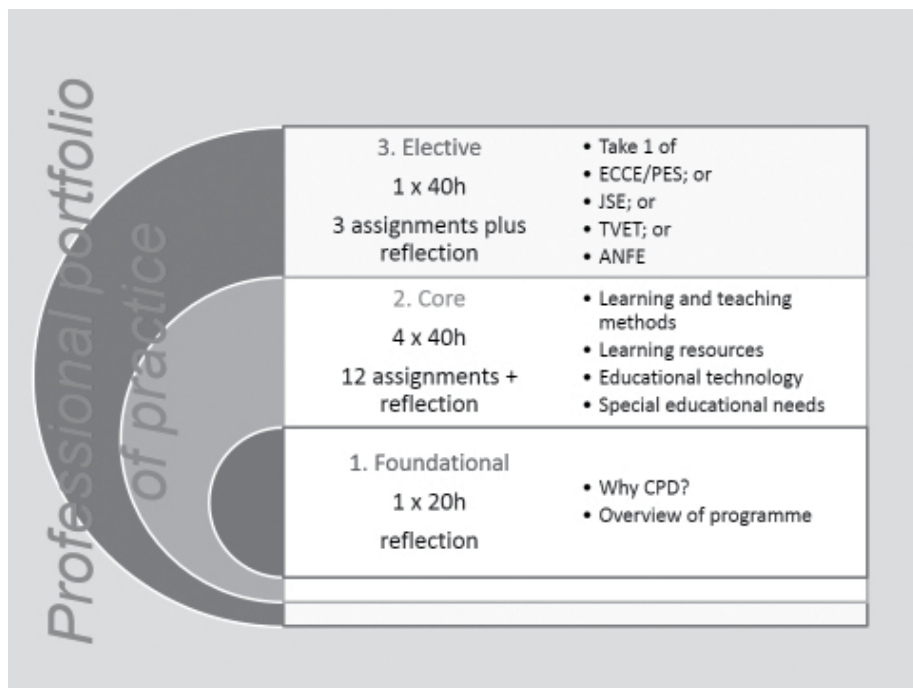 Professional portfolio
of practice
3. Elective
1 x 40h
3 assignments plus
reflection
• Take 1 of
• ECCE/PES; or
• JSE; or
• TVET; or
• ANFE
2. Core
4 x 40h
12 assignments +
reflection
• Learning and teaching
methods
• Learning resources
• Educational technology
• Special educational needs
1. Foundational
1 x 20h
reflection
• Why CPD?
• Overview of programme